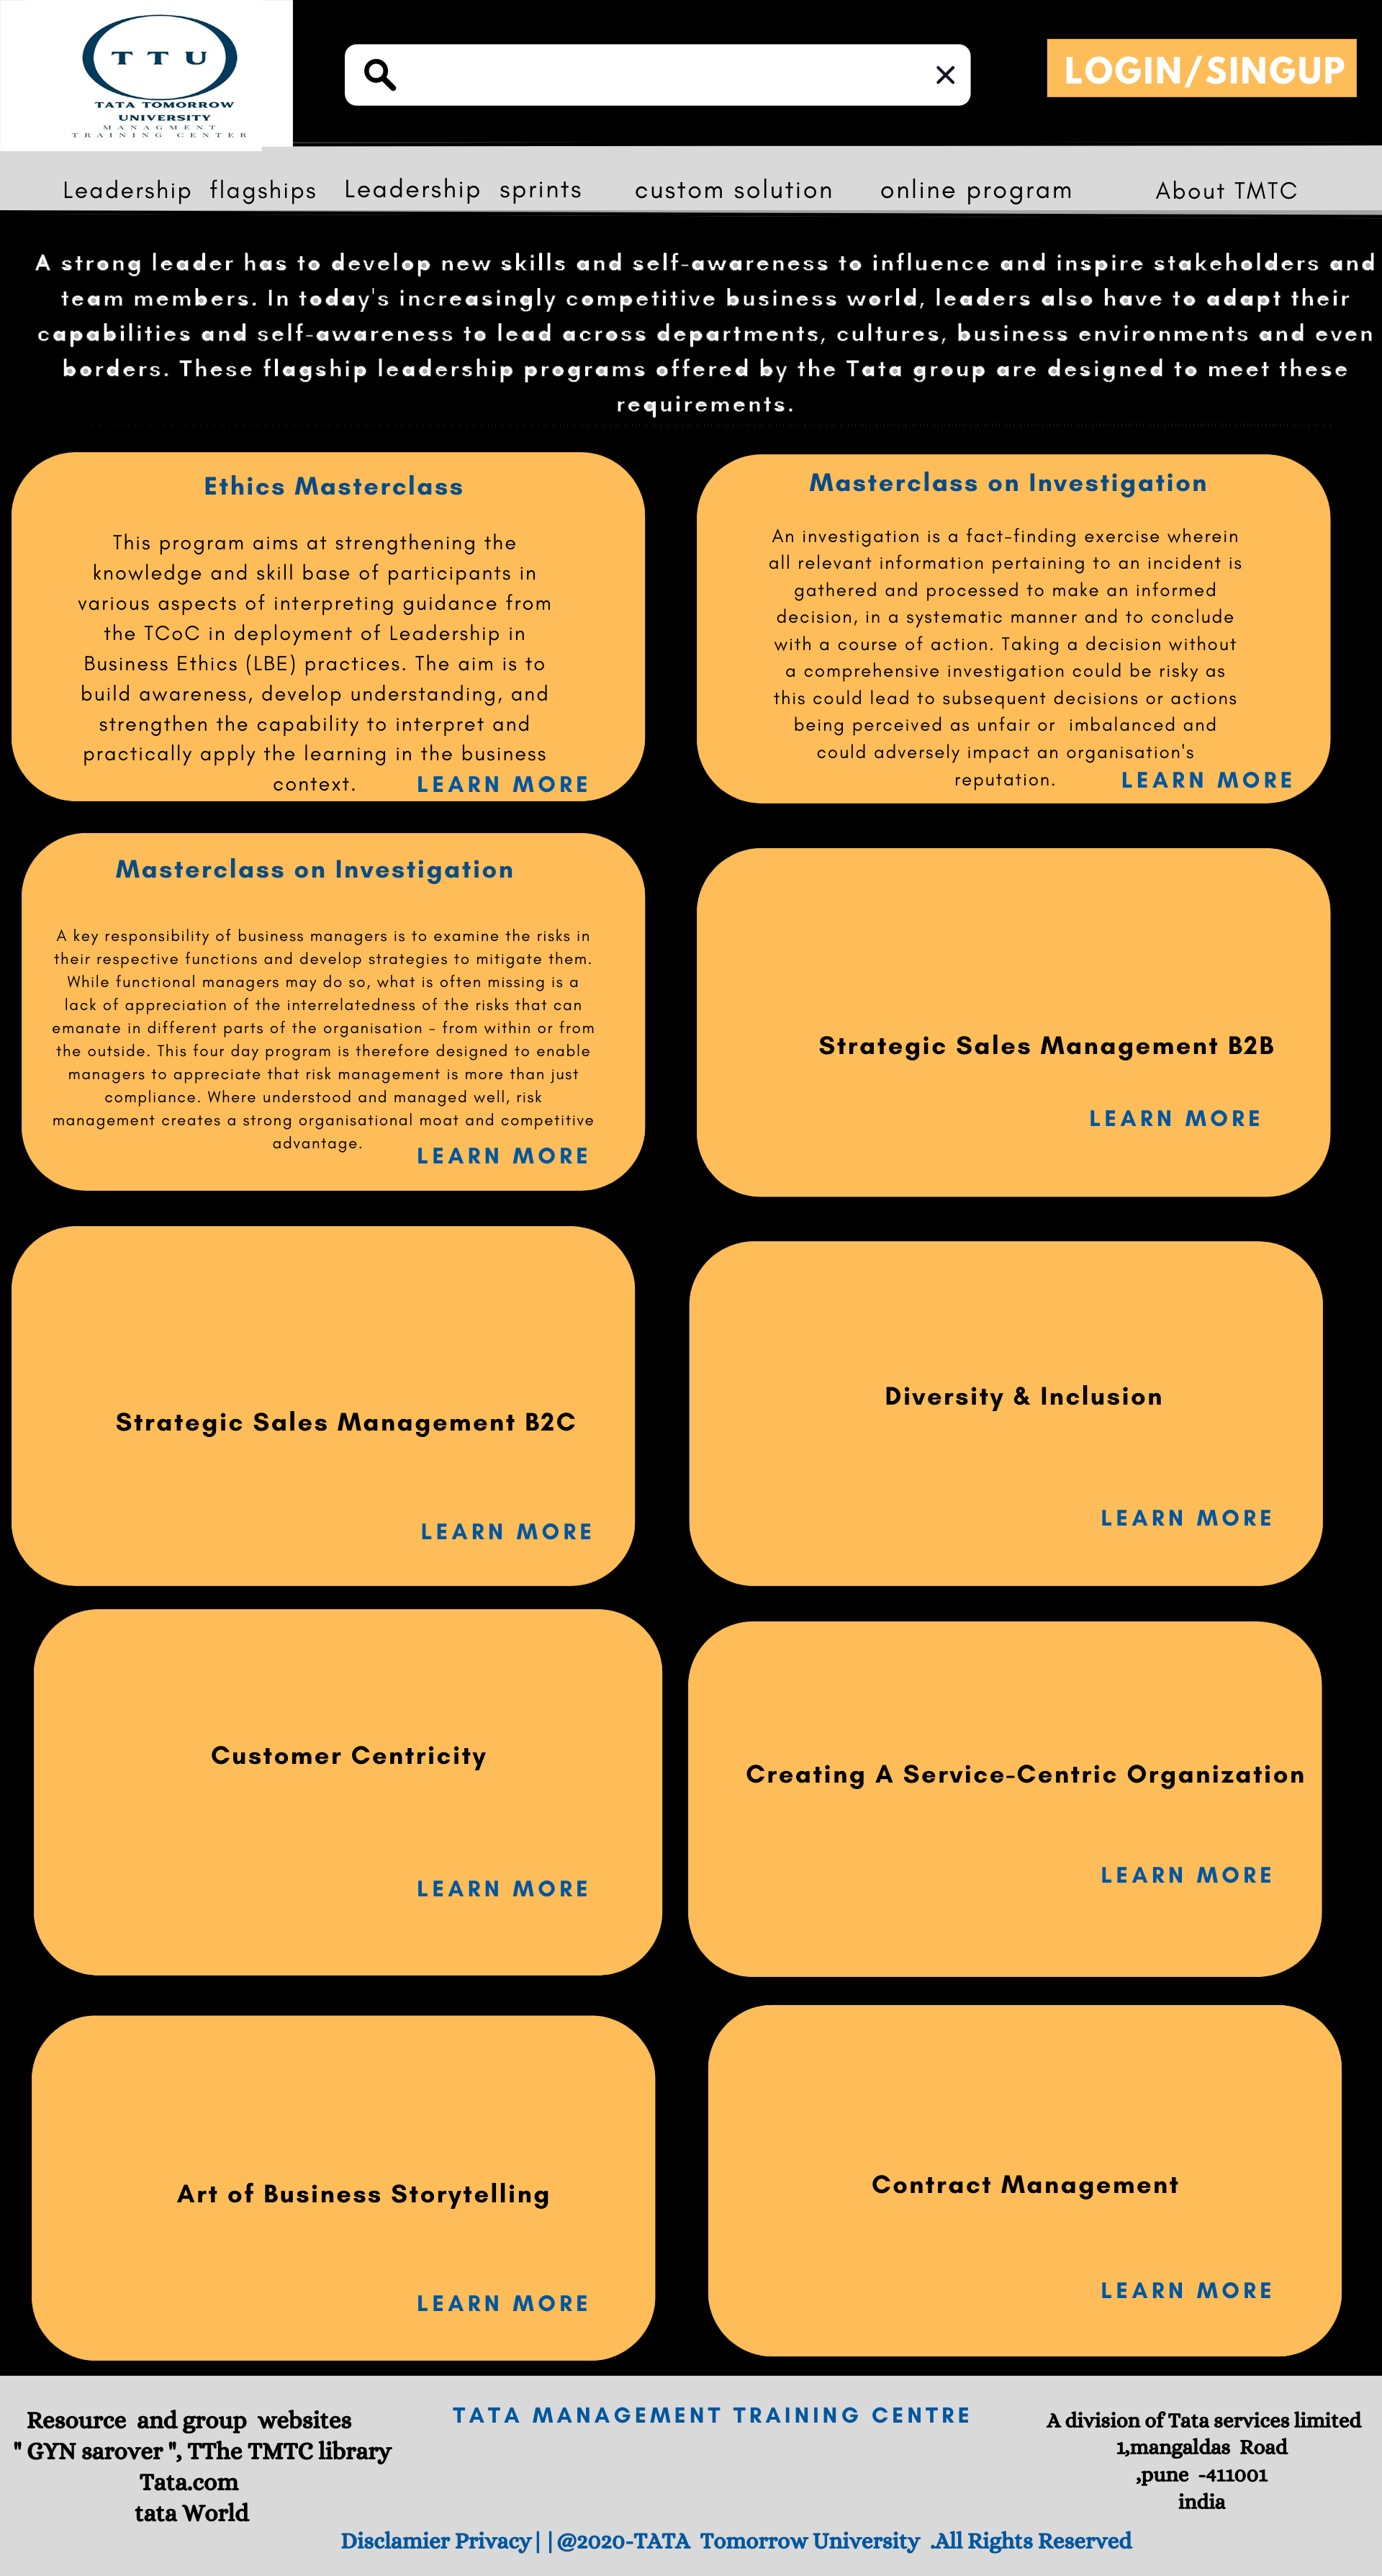 T T U
TATA TOMORROW
UNIVERSITY
MANAGMENT
TRAINING CENTER
LOGIN/SINGUP
Leadership flagships Leadership sprints custom solution online program About TMTC
A strong leader has to develop new skills and self-awareness to influence and inspire stakeholders and
team members. In today's increasingly competitive business world, leaders also have to adapt their
capabilities and self-awareness to lead across departments, cultures, business environments and even
borders. These flagship leadership programs offered by the Tata group are designed to meet these
requirements.
Ethics Masterclass
This program aims at strengthening the
knowledge and skill base of participants in
various aspects of interpreting guidance from
the TCoC in deployment of Leadership in
Business Ethics (LBE) practices. The aim is to
build awareness, develop understanding, and
strengthen the capability to interpret and
practically apply the learning in the business
context.
LEARN MORE
Masterclass on Investigation
An investigation is a fact-finding exercise wherein
all relevant information pertaining to an incident is
gathered and processed to make an informed
decision, in a systematic manner and to conclude
with a course of action. Taking a decision without
a comprehensive investigation could be risky as
this could lead to subsequent decisions or actions
being perceived as unfair or imbalanced and
could adversely impact an organisation's
reputation.
LEARN MORE
Masterclass on Investigation
A key responsibility of business managers is to examine the risks in
their respective functions and develop strategies to mitigate them.
While functional managers may do so, what is often missing is a
lack of appreciation of the interrelatedness of the risks that can
emanate in different parts of the organisation - from within or from
the outside. This four day program is therefore designed to enable
managers to appreciate that risk management is more than just
compliance. Where understood and managed well, risk
management creates a strong organisational moat and competitive
advantage.
LEARN MORE
Strategic Sales Management B2B
LEARN MORE
Strategic Sales Management B2C
LEARN MORE
Diversity & Inclusion
LEARN MORE
Customer Centricity
LEARN MORE
Creating A Service-Centric Organization
LEARN MORE
Art of Business Storytelling
LEARN MORE
Contract Management
LEARN MORE
Resource and group websites
" GYN sarover ", TThe TMTC library
Tata.com
tata World
TATA MANAGEMENT TRAINING CENTRE
A division of Tata services limited
1,mangaldas Road
,pune -411001
india
Disclamier Privacy||@2020-TATA Tomorrow University .All Rights Reserved